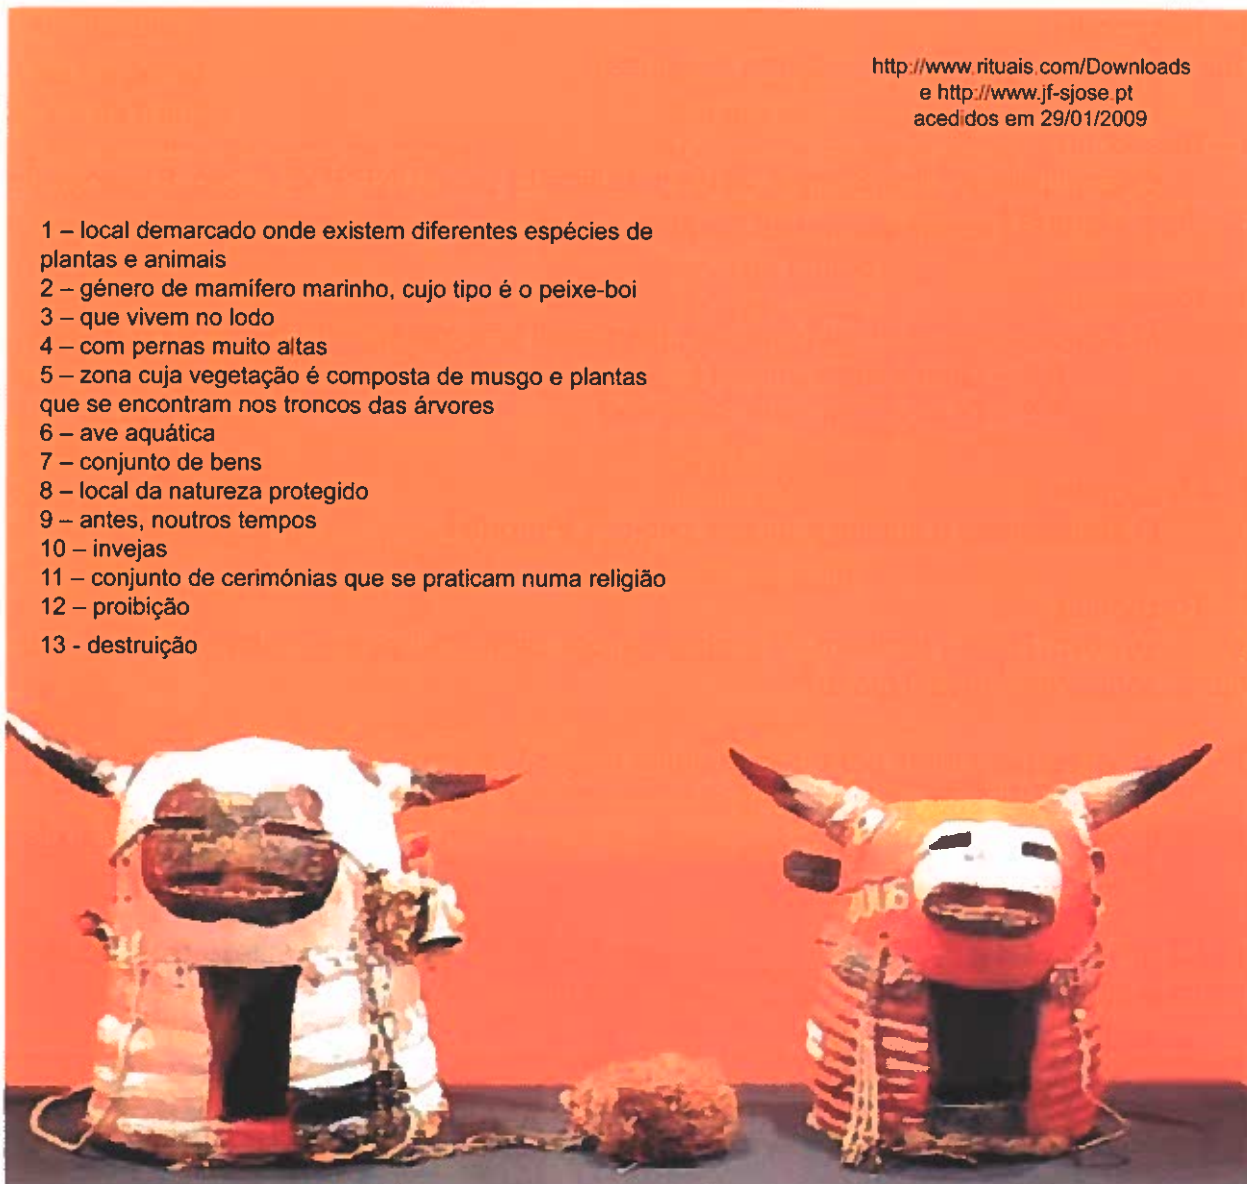 http://www.rituais.com/Downloads
e http://www.jf-sjose.pt
acedidos em 29/01/2009
1 – local demarcado onde existem diferentes espécies de
plantas e animais
2 – género de mamífero marinho, cujo tipo é o peixe-boi
3 – que vivem no lodo
4 – com pernas muito altas
5 – zona cuja vegetação é composta de musgo e plantas
que se encontram nos troncos das árvores
6 – ave aquática
7 – conjunto de bens
8 – local da natureza protegido
9 – antes, noutros tempos
10 – invejas
11 – conjunto de cerimónias que se praticam numa religião
12 – proibição
13 - destruição